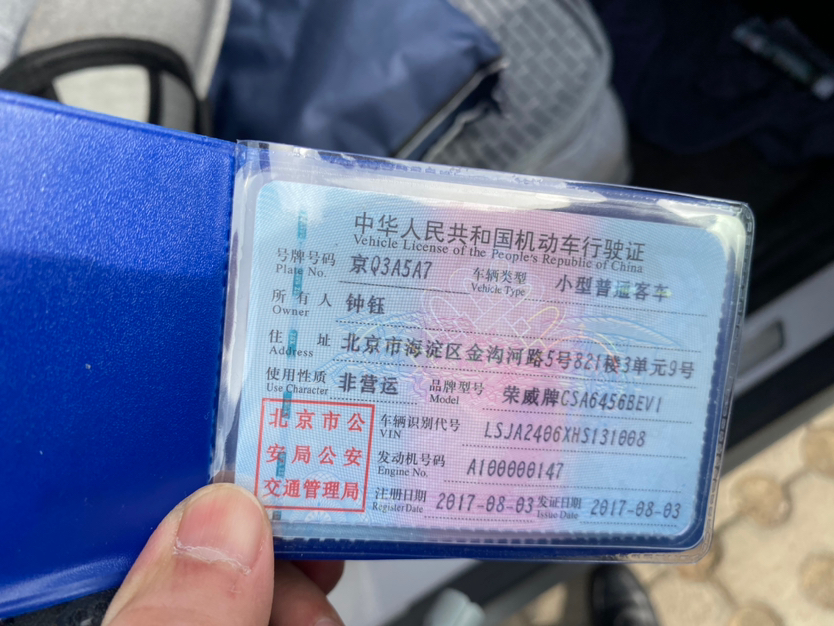 中华人民共和国机动车行驶证
Vehicle License of the People's Republic of China
号牌号码 京Q3A5A7 车辆类型 小型普通客车
Plate No. Vehicle Type
所有人 钟钰
Owner
住址 北京市海淀区金沟河路5号821楼3单元9号
Address
使用性质 非营运 品牌型号 荣威牌CSA6456BEV1
Use Character Model
北京市公
安局公安
交通管理局
车辆识别代号 LSJA2406XHS131008
VIN
发动机号码 A100000147
Engine No.
注册日期 2017-08-03 发证日期 2017-08-03
Register Date Issue Date